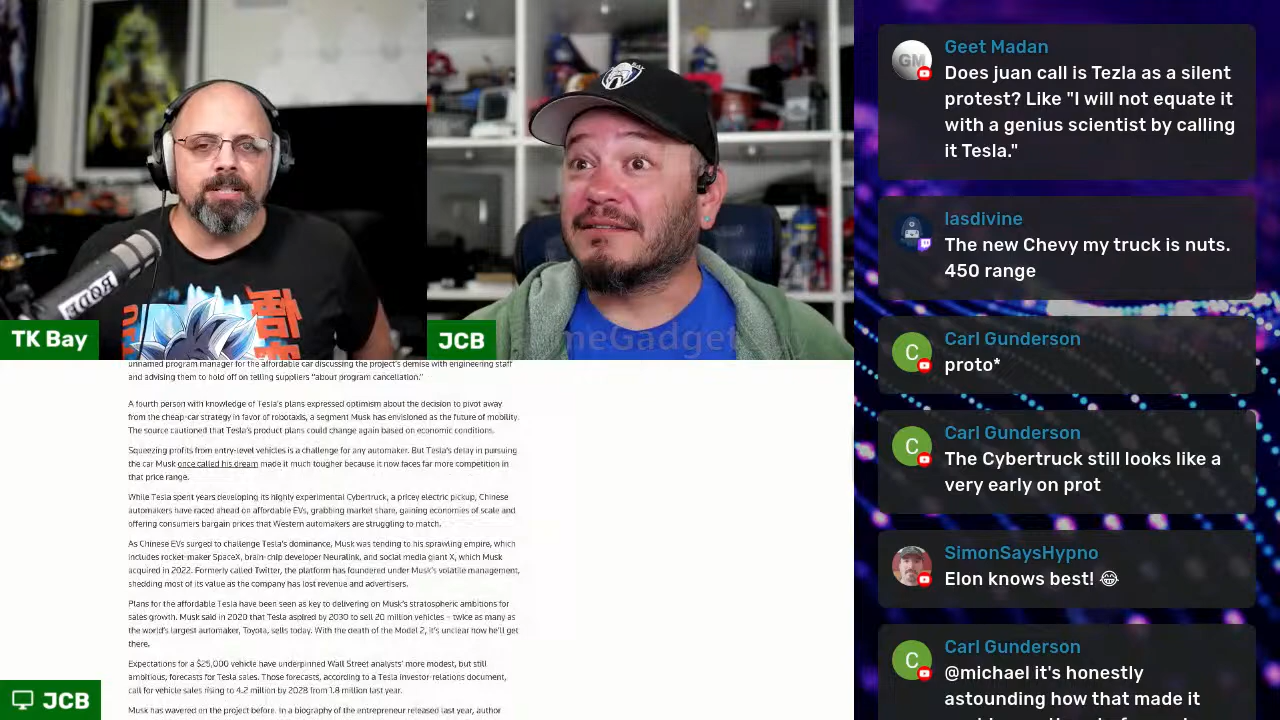 TK Bay
JCB
RODE
unnamed program manager for the affordable car discussing the project's demise with engineering staff
and advising them to hold off on telling suppliers "about program cancellation."
A fourth person with knowledge of Tesla's plans expressed optimism about the decision to pivot away
from the cheap-car strategy in favor of robotaxis, a segment Musk has envisioned as the future of mobility.
The source cautioned that Tesla's product plans could change again based on economic conditions.
Squeezing profits from entry-level vehicles is a challenge for any automaker. But Tesla's delay in pursuing
the car Musk once called his dream made it much tougher because it now faces far more competition in
that price range.
While Tesla spent years developing its highly experimental Cybertruck, a pricey electric pickup, Chinese
automakers have raced ahead on affordable EVs, grabbing market share, gaining economies of scale and
offering consumers bargain prices that Western automakers are struggling to match.
As Chinese EVs surged to challenge Tesla's dominance, Musk was tending to his sprawling empire, which
includes rocket-maker SpaceX, brain-chip developer Neuralink, and social media giant X, which Musk
acquired in 2022. Formerly called Twitter, the platform has foundered under Musk's volatile management,
shedding most of its value as the company has lost revenue and advertisers.
Plans for the affordable Tesla have been seen as key to delivering on Musk's stratospheric ambitions for
sales growth. Musk said in 2020 that Tesla aspired by 2030 to sell 20 million vehicles – twice as many as
the world's largest automaker, Toyota, sells today. With the death of the Model 2, it's unclear how he'll get
there.
Expectations for a $25,000 vehicle have underpinned Wall Street analysts' more modest, but still
ambitious, forecasts for Tesla sales. Those forecasts, according to a Tesla investor-relations document,
call for vehicle sales rising to 4.2 million by 2028 from 1.8 million last year.
Musk has wavered on the project before. In a biography of the entrepreneur released last year, author
JCB
GM
Geet Madan
Does juan call is Tezla as a silent
protest? Like "I will not equate it
with a genius scientist by calling
it Tesla."
lasdivine
The new Chevy my truck is nuts.
450 range
C
Carl Gunderson
proto*
C
Carl Gunderson
The Cybertruck still looks like a
very early on prot
SimonSaysHypno
Elon knows best! 😂
C
Carl Gunderson
@michael it's honestly
astounding how that made it